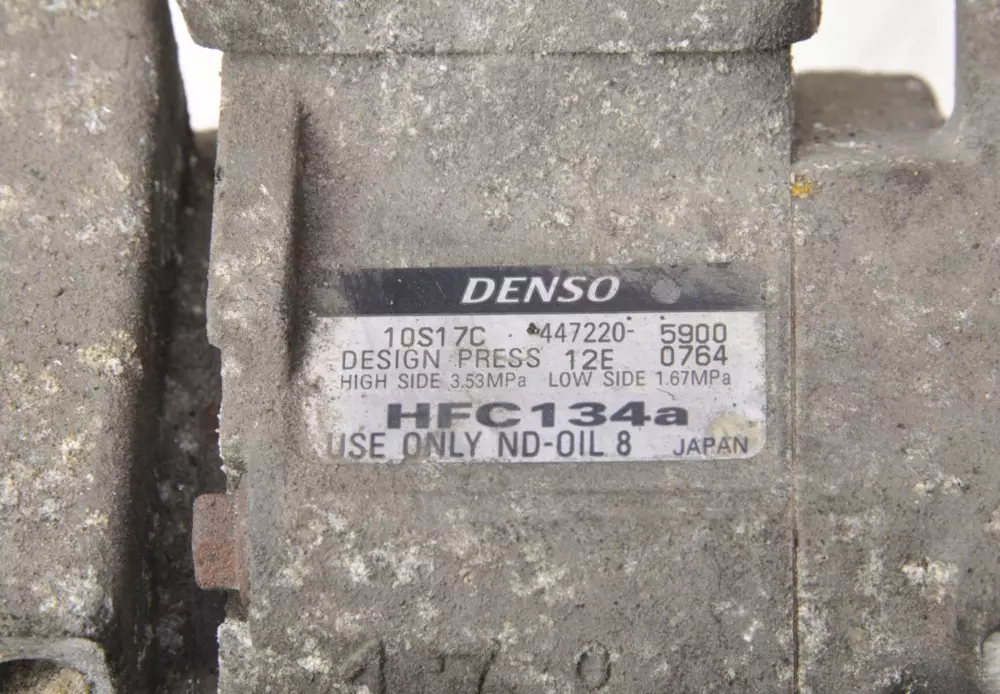 DENSO
10S17C 447220-5900
DESIGN PRESS 12E 0764
HIGH SIDE 3.53MPa LOW SIDE 1.67MPa
HFC134a
USE ONLY ND-OIL 8 JAPAN
170